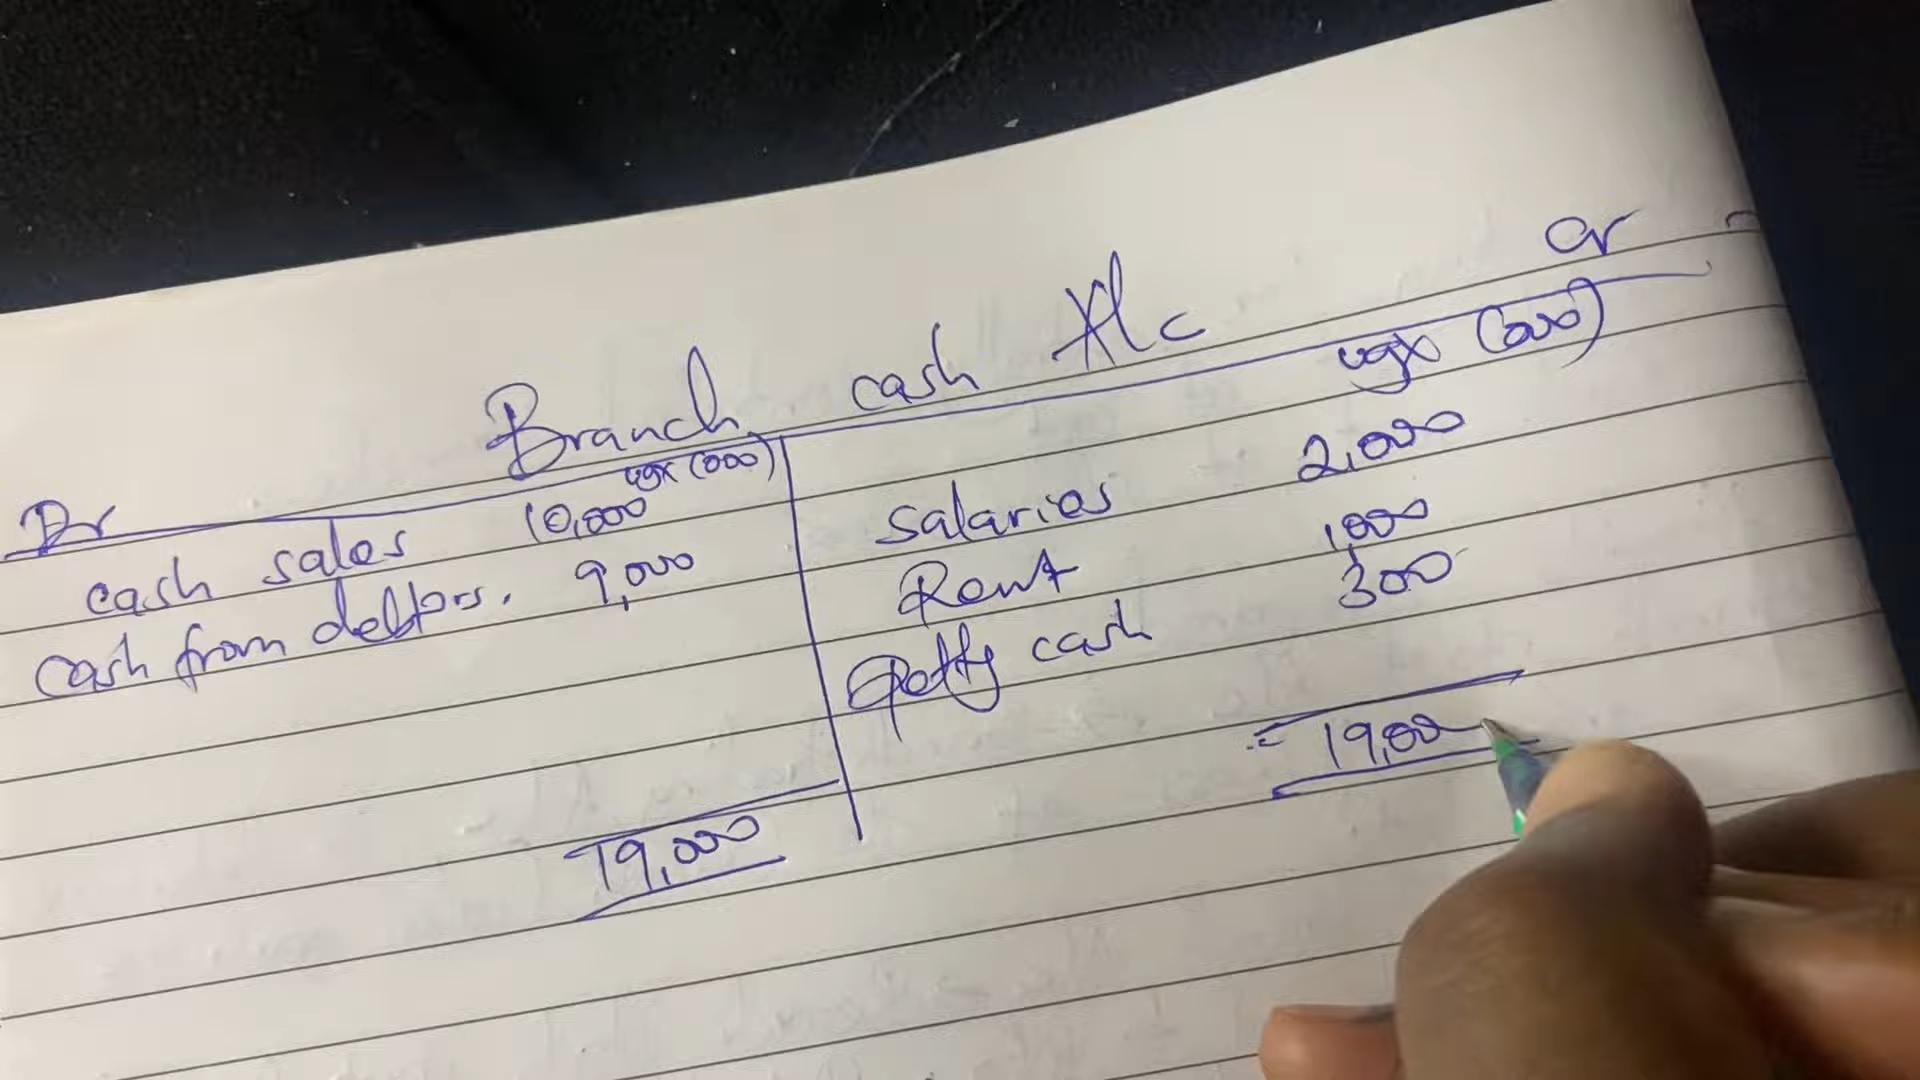 Branch cash A/c
Dr Cr
ugx (000) ugx (000)
cash sales 10,000
cash from debtors. 9,000
19,000
Salaries 2,000
Rent 1,000
Petty cash 300
19,00